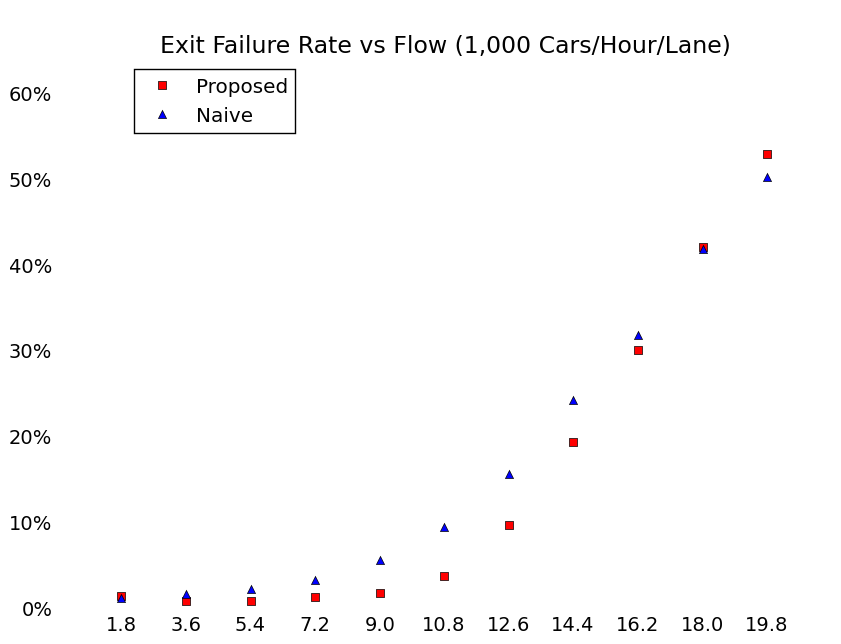 Exit Failure Rate vs Flow (1,000 Cars/Hour/Lane)
Proposed
Naive
60%
50%
40%
30%
20%
10%
0%
1.8 3.6 5.4 7.2 9.0 10.8 12.6 14.4 16.2 18.0 19.8